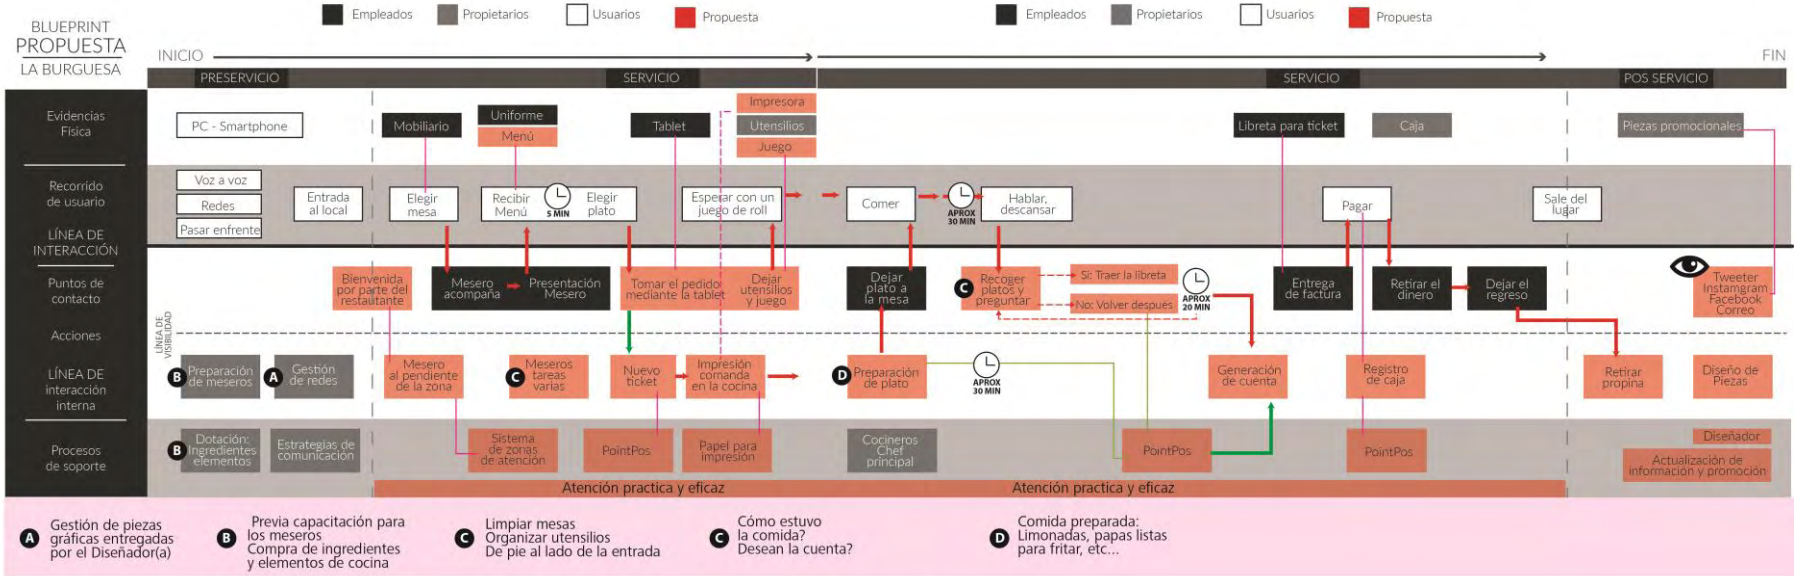 Empleados
Propietarios
Usuarios
Propuesta
Empleados
Propietarios
Usuarios
Propuesta
BLUEPRINT
PROPUESTA
LA BURGUESA
INICIO
FIN
PRESERVICIO
SERVICIO
SERVICIO
POS SERVICIO
Evidencias
Física
PC - Smartphone
Mobiliario
Uniforme
Menú
Tablet
Impresora
Utensilios
Juego
Libreta para ticket
Caja
Piezas promocionales
Recorrido
de usuario
Voz a voz
Redes
Pasar enfrente
Entrada
al local
Elegir
mesa
Recibir
Menú
5 MIN
Elegir
plato
Esperar con un
juego de roll
Comer
APROX
30 MIN
Hablar,
descansar
Pagar
Sale del
lugar
LÍNEA DE
INTERACCIÓN
Puntos de
contacto
Bienvenida
por parte del
restautante
Mesero
acompaña
Presentación
Mesero
Tomar el pedido
mediante la tablet
Dejar
utensilios
y juego
Dejar
plato a
la mesa
C
Recoger
platos y
preguntar
Si: Traer la libreta
No: Volver después
APROX
20 MIN
Entrega
de factura
Retirar el
dinero
Dejar el
regreso
Tweeter
Instamgram
Facebook
Correo
Acciones
LÍNEA DE
VISIBILIDAD
LÍNEA DE
interacción
interna
B
Preparación
de meseros
A
Gestión
de redes
Mesero
al pendiente
de la zona
C
Meseros
tareas
varias
Nuevo
ticket
Impresión
comanda
en la cocina
D
Preparación
de plato
APROX
30 MIN
Generación
de cuenta
Registro
de caja
Retirar
propina
Diseño de
Piezas
Procesos
de soporte
B
Dotación:
Ingredientes
elementos
Estrategias de
comunicación
Sistema
de zonas
de atención
PointPos
Papel para
impresión
Cocineros
Chef
principal
PointPos
PointPos
Diseñador
Actualización de
información y promoción
Atención practica y eficaz
Atención practica y eficaz
A
Gestión de piezas
gráficas entregadas
por el Diseñador(a)
B
Previa capacitación para
los meseros
Compra de ingredientes
y elementos de cocina
C
Limpiar mesas
Organizar utensilios
De pie al lado de la entrada
C
Cómo estuvo
la comida?
Desean la cuenta?
D
Comida preparada:
Limonadas, papas listas
para fritar, etc...